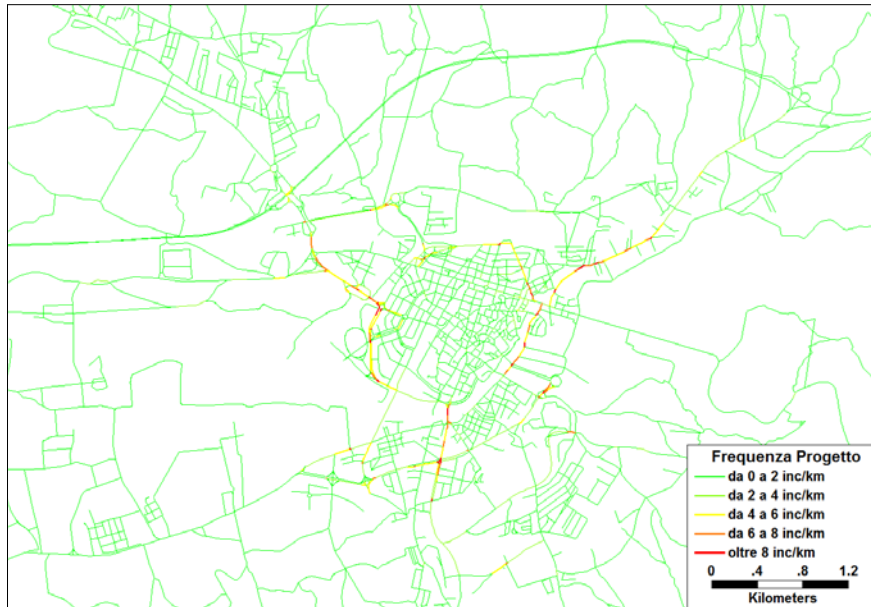 Frequenza Progetto
da 0 a 2 inc/km
da 2 a 4 inc/km
da 4 a 6 inc/km
da 6 a 8 inc/km
oltre 8 inc/km
0 .4 .8 1.2
Kilometers